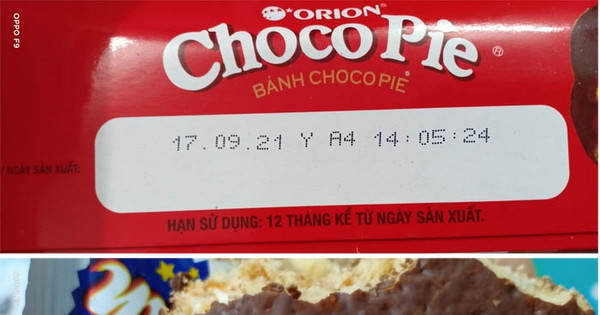 OPPO F9
ORION
Choco Pie ®
BÁNH CHOCO PIE®
17.09.21 Y A4 14:05:24
NGÀY SẢN XUẤT:
HẠN SỬ DỤNG: 12 THÁNG KỂ TỪ NGÀY SẢN XUẤT.